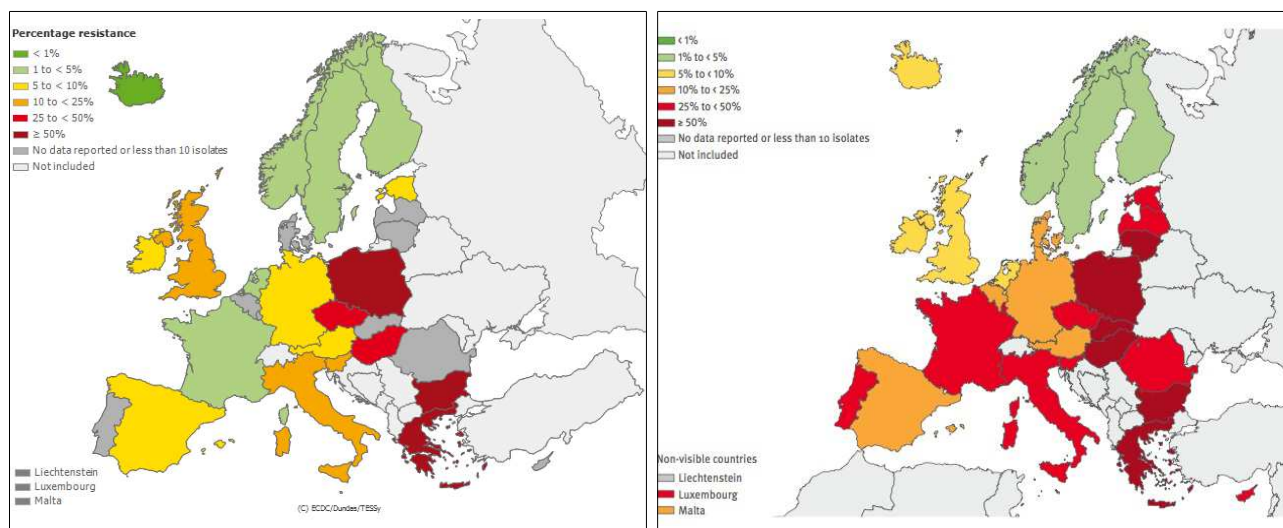 Percentage resistance
< 1%
1 to < 5%
5 to < 10%
10 to < 25%
25 to < 50%
≥ 50%
No data reported or less than 10 isolates
Not included
Liechtenstein
Luxembourg
Malta
(C) ECDC/Dundas/TESSy
< 1%
1% to < 5%
5% to < 10%
10% to < 25%
25% to < 50%
≥ 50%
No data reported or less than 10 isolates
Not included
Non-visible countries
Liechtenstein
Luxembourg
Malta